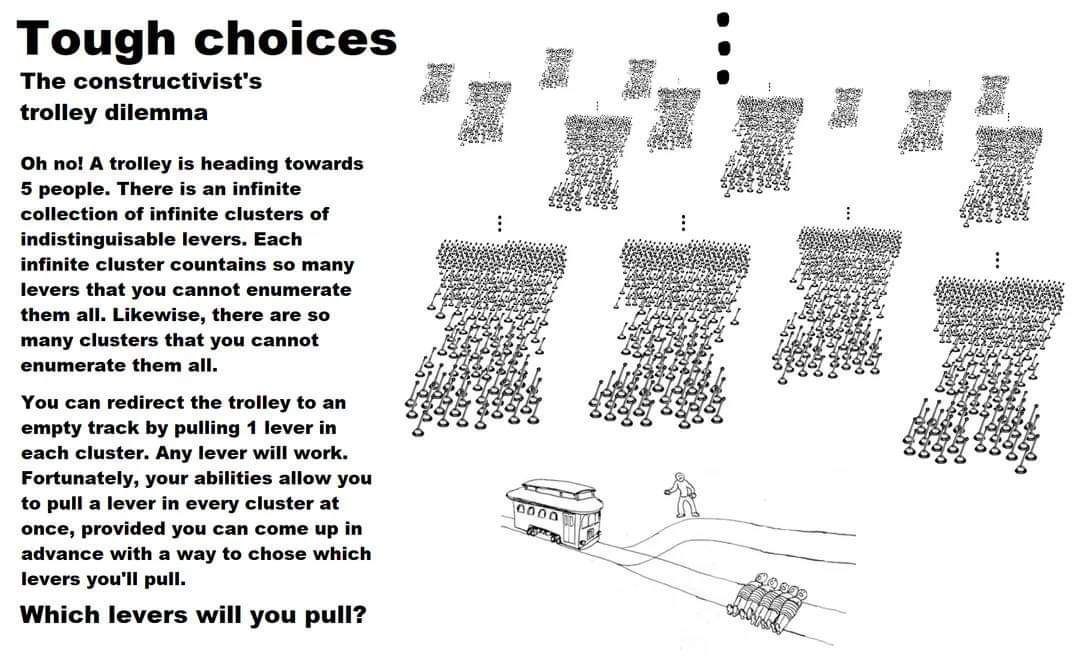 Tough choices
The constructivist's
trolley dilemma
Oh no! A trolley is heading towards
5 people. There is an infinite
collection of infinite clusters of
indistinguisable levers. Each
infinite cluster countains so many
levers that you cannot enumerate
them all. Likewise, there are so
many clusters that you cannot
enumerate them all.
You can redirect the trolley to an
empty track by pulling 1 lever in
each cluster. Any lever will work.
Fortunately, your abilities allow you
to pull a lever in every cluster at
once, provided you can come up in
advance with a way to chose which
levers you'll pull.
Which levers will you pull?